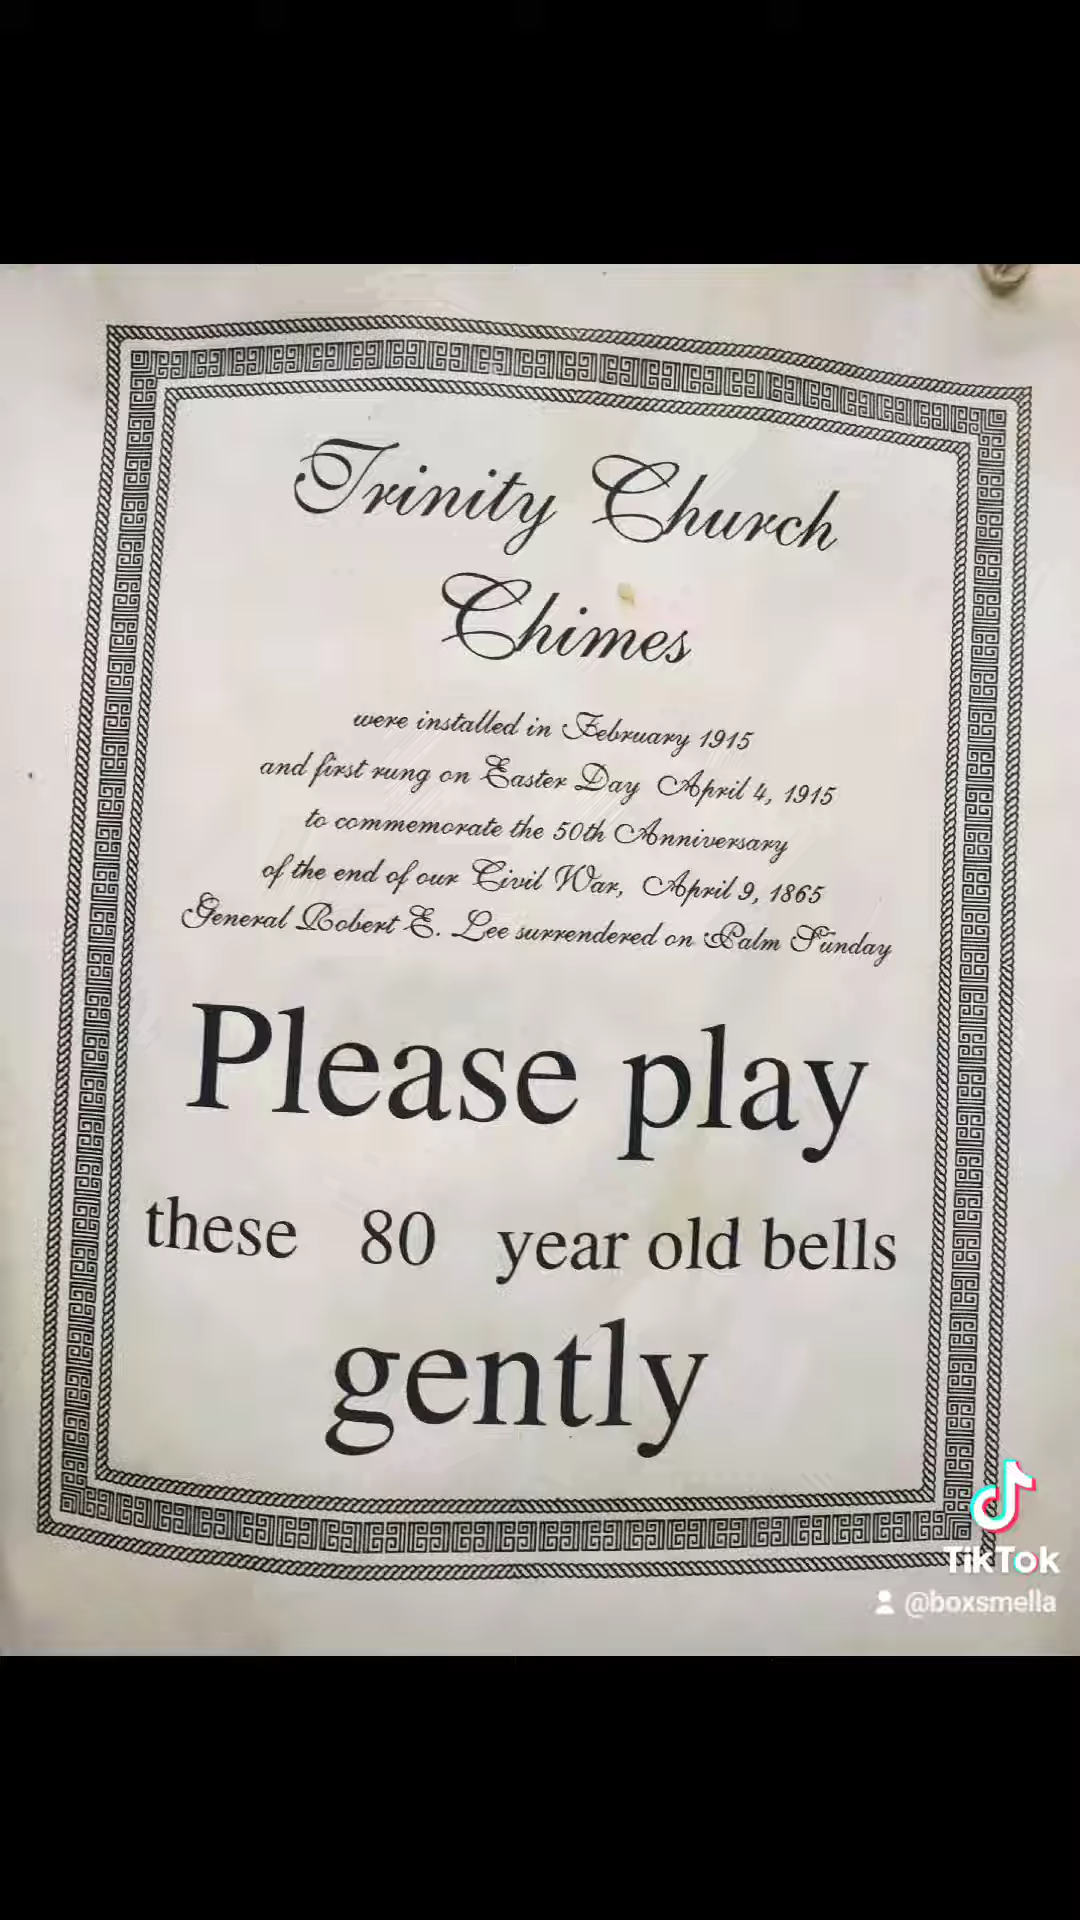 Trinity Church
Chimes
were installed in February 1915
and first rung on Easter Day April 4, 1915
to commemorate the 50th Anniversary
of the end of our Civil War, April 9, 1865
General Robert E. Lee surrendered on Palm Sunday
Please play
these 80 year old bells
gently
TikTok
@boxsmella